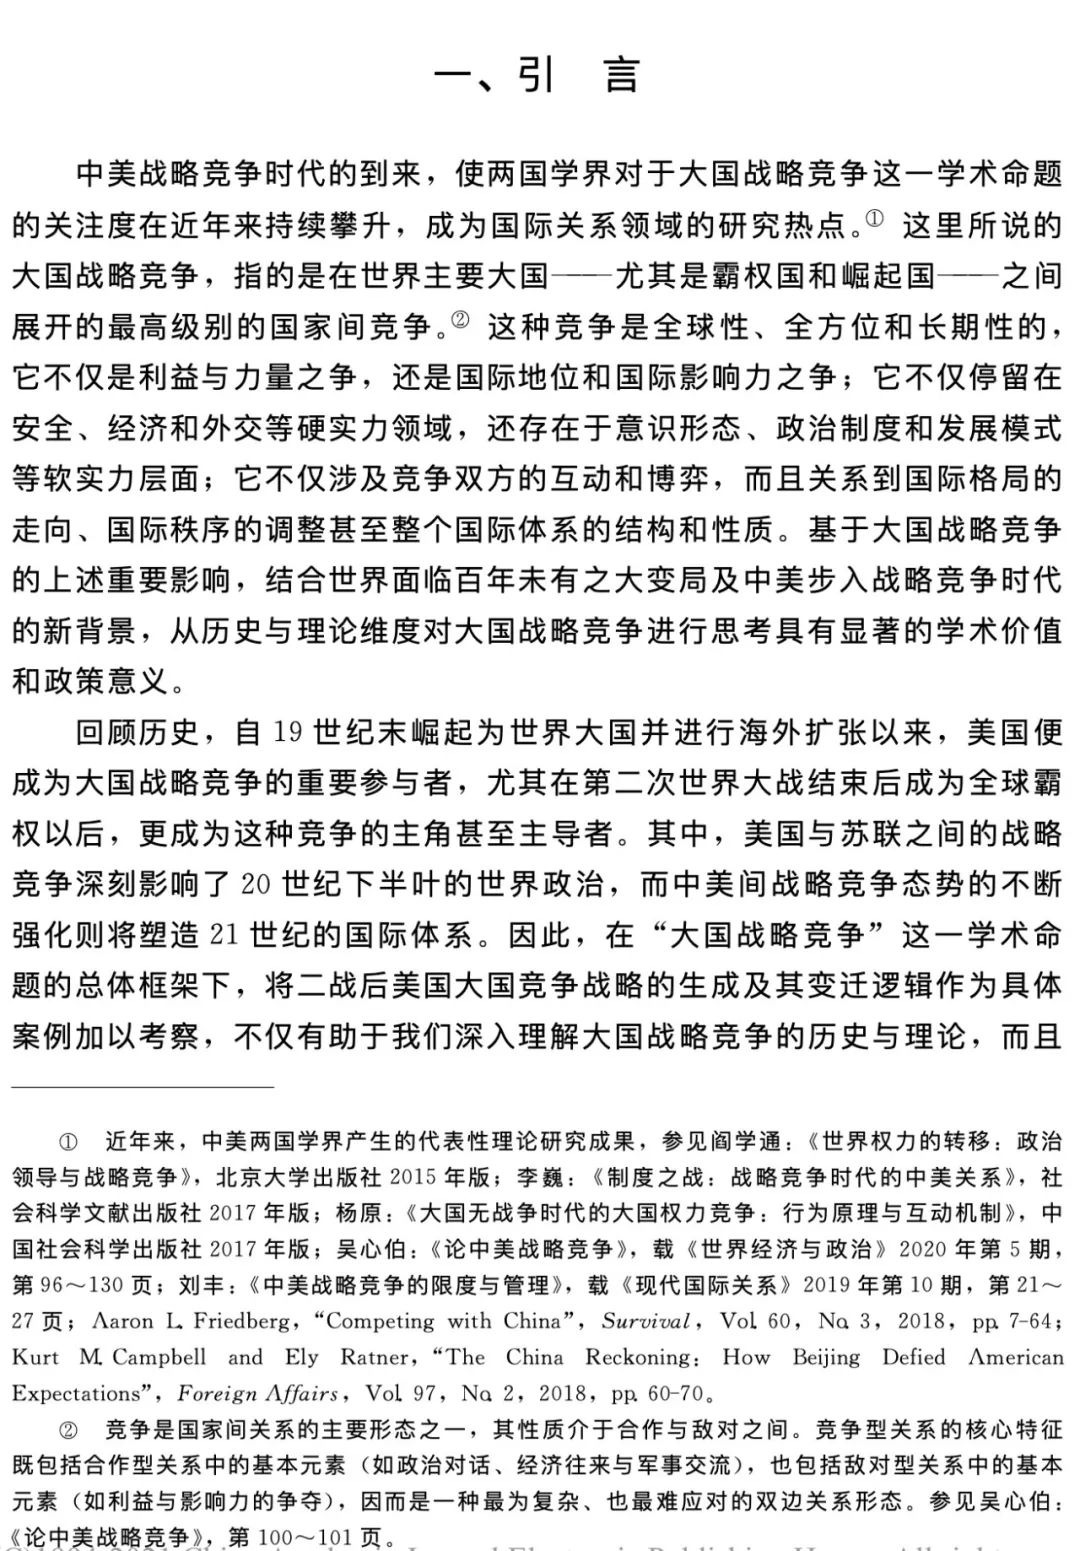 一、引　言
中美战略竞争时代的到来，使两国学界对于大国战略竞争这一学术命题
的关注度在近年来持续攀升，成为国际关系领域的研究热点。① 这里所说的
大国战略竞争，指的是在世界主要大国——尤其是霸权国和崛起国——之间
展开的最高级别的国家间竞争。② 这种竞争是全球性、全方位和长期性的，
它不仅是利益与力量之争，还是国际地位和国际影响力之争；它不仅停留在
安全、经济和外交等硬实力领域，还存在于意识形态、政治制度和发展模式
等软实力层面；它不仅涉及竞争双方的互动和博弈，而且关系到国际格局的
走向、国际秩序的调整甚至整个国际体系的结构和性质。基于大国战略竞争
的上述重要影响，结合世界面临百年未有之大变局及中美步入战略竞争时代
的新背景，从历史与理论维度对大国战略竞争进行思考具有显著的学术价值
和政策意义。
回顾历史，自 19 世纪末崛起为世界大国并进行海外扩张以来，美国便
成为大国战略竞争的重要参与者，尤其在第二次世界大战结束后成为全球霸
权以后，更成为这种竞争的主角甚至主导者。其中，美国与苏联之间的战略
竞争深刻影响了 20 世纪下半叶的世界政治，而中美间战略竞争态势的不断
强化则将塑造 21 世纪的国际体系。因此，在“大国战略竞争”这一学术命
题的总体框架下，将二战后美国大国竞争战略的生成及其变迁逻辑作为具体
案例加以考察，不仅有助于我们深入理解大国战略竞争的历史与理论，而且
① 近年来，中美两国学界产生的代表性理论研究成果，参见阎学通：《世界权力的转移：政治
领导与战略竞争》，北京大学出版社 2015 年版；李巍：《制度之战：战略竞争时代的中美关系》，社
会科学文献出版社 2017 年版；杨原：《大国无战争时代的大国权力竞争：行为原理与互动机制》，中
国社会科学出版社 2017 年版；吴心伯：《论中美战略竞争》，载《世界经济与政治》2020 年第 5 期，
第 96～130 页；刘丰：《中美战略竞争的限度与管理》，载《现代国际关系》2019 年第 10 期，第 21～
27 页；Aaron L. Friedberg，“Competing with China”，Survival，Vol. 60，No. 3，2018，pp. 7-64；
Kurt M. Campbell and Ely Ratner，“The China Reckoning：How Beijing Defied American
Expectations”，Foreign Affairs，Vol. 97，No. 2，2018，pp. 60-70。
② 竞争是国家间关系的主要形态之一，其性质介于合作与敌对之间。竞争型关系的核心特征
既包括合作型关系中的基本元素（如政治对话、经济往来与军事交流），也包括敌对型关系中的基本
元素（如利益与影响力的争夺），因而是一种最为复杂、也最难应对的双边关系形态。参见吴心伯：
《论中美战略竞争》，第 100～101 页。